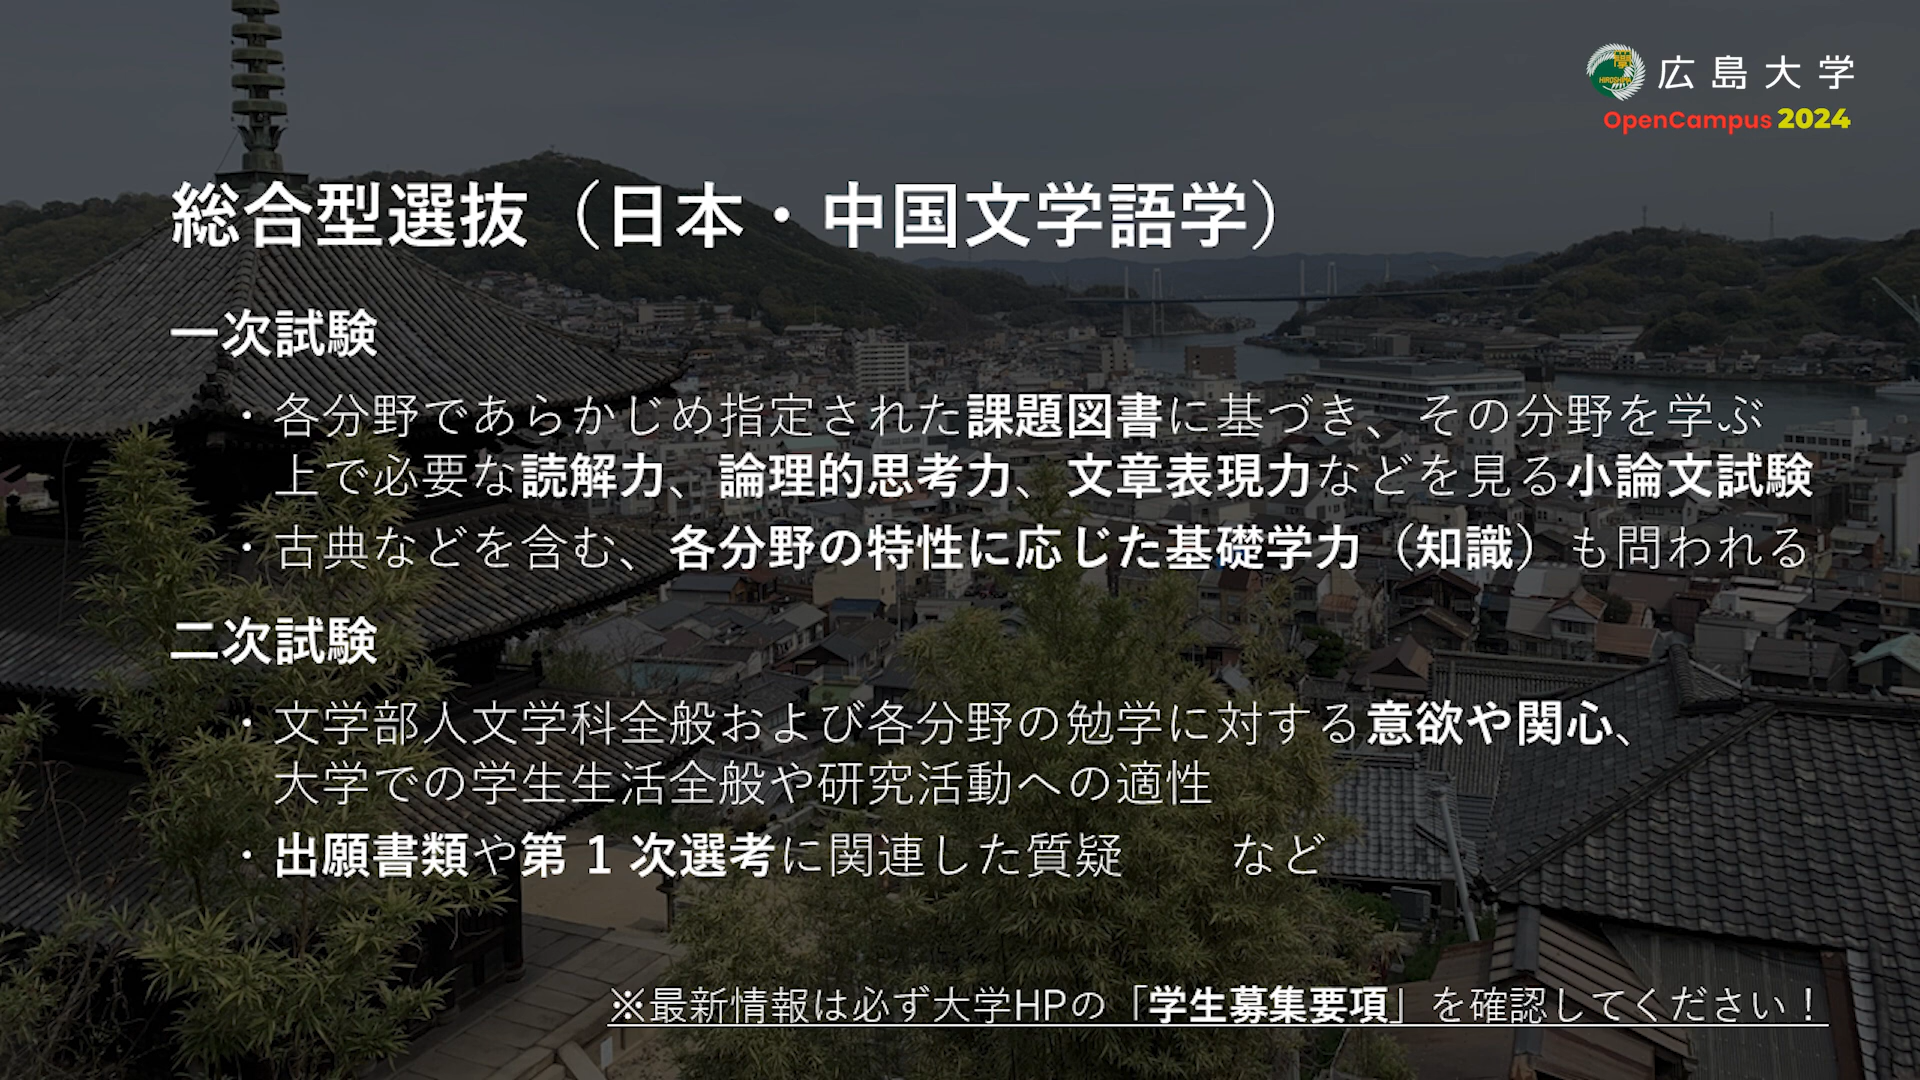 広島大学
OpenCampus 2024
総合型選抜（日本・中国文学語学）
一次試験
・各分野であらかじめ指定された課題図書に基づき、その分野を学ぶ
上で必要な読解力、論理的思考力、文章表現力などを見る小論文試験
・古典などを含む、各分野の特性に応じた基礎学力（知識）も問われる
二次試験
・文学部人文学科全般および各分野の勉学に対する意欲や関心、
大学での学生生活全般や研究活動への適性
・出願書類や第１次選考に関連した質疑　　など
※最新情報は必ず大学HPの「学生募集要項」を確認してください！